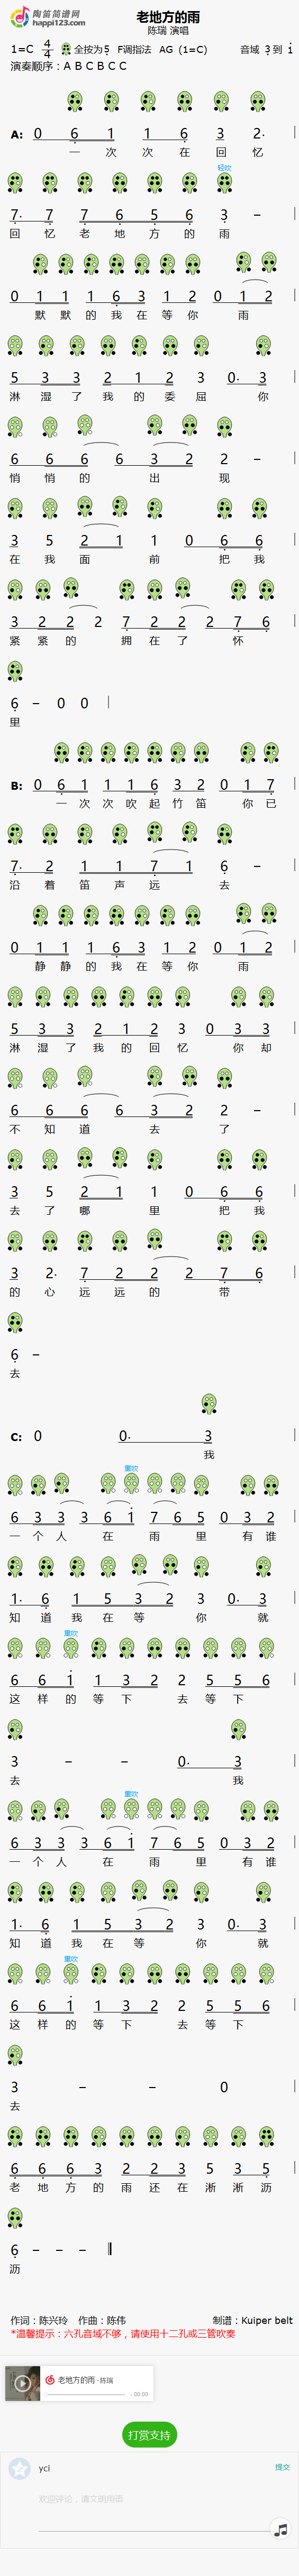 陶笛简谱网
happi123.com
老地方的雨
陈瑞 演唱
1=C 4/4 全按为5 F调指法 AG (1=C) 音域 3 到 i
演奏顺序：A B C B C C
A: 0 6 1 1 6 3 2·
一 次 次 在 回 忆
轻吹
7· 7 7 6 5 6 3 –
回 忆 老 地 方 的 雨
0 1 1 1 6 3 1 2 0 1 2
默 默 的 我 在 等 你 雨
5 3 3 2 1 2 3 0· 3
淋 湿 了 我 的 委 屈 你
6 6 6 6 3 2 2 –
悄 悄 的 出 现
3 5 2 1 1 0 6 6
在 我 面 前 把 我
3 2 2 2 7 2 2 2 7 6
紧 紧 的 拥 在 了 怀
6 – 0 0
里
B: 0 6 1 1 1 6 3 2 0 1 7
一 次 次 吹 起 竹 笛 你 已
7· 2 1 1 7 1 6 –
沿 着 笛 声 远 去
0 1 1 1 6 3 1 2 0 1 2
静 静 的 我 在 等 你 雨
5 3 3 2 1 2 3 0 3 3
淋 湿 了 我 的 回 忆 你 却
6 6 6 6 3 2 2 –
不 知 道 去 了
3 5 2 1 1 0 6 6
去 了 哪 里 把 我
3 2· 7 2 2 2 7 6
的 心 远 远 的 带
6 –
去
C: 0 0· 3
我
重吹
6 3 3 3 6 i 7 6 5 0 3 2
一 个 人 在 雨 里 有 谁
1· 6 1 5 3 2 3 0· 3
知 道 我 在 等 你 就
重吹
6 6 i 1 3 2 2 5 5 6
这 样 的 等 下 去 等 下
3 – – 0· 3
去 我
重吹
6 3 3 3 6 i 7 6 5 0 3 2
一 个 人 在 雨 里 有 谁
1· 6 1 5 3 2 3 0· 3
知 道 我 在 等 你 就
重吹
6 6 i 1 3 2 2 5 5 6
这 样 的 等 下 去 等 下
3 – – 0
去
6 6 6 3 2 2 3 5 3 5
老 地 方 的 雨 还 在 淅 淅 沥
6 – – –
沥
作词：陈兴玲 作曲：陈伟 制谱：Kuiper belt
*温馨提示：六孔音域不够，请使用十二孔或三管吹奏
老地方的雨 - 陈瑞
- 00:00
打赏支持
yci 提交
欢迎评论，请文明用语